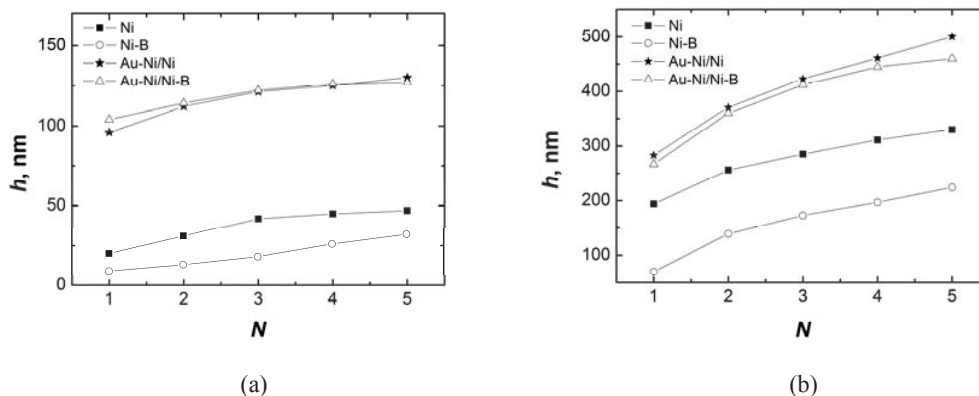 Ni
Ni-B
Au-Ni/Ni
Au-Ni/Ni-B
150
100
50
0
h, nm
1 2 3 4 5
N
(a)
Ni
Ni-B
Au-Ni/Ni
Au-Ni/Ni-B
500
400
300
200
100
h, nm
1 2 3 4 5
N
(b)